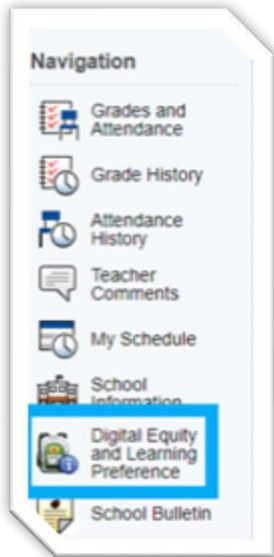 Navigation
Grades and
Attendance
Grade History
Attendance
History
Teacher
Comments
My Schedule
School
Information
Digital Equity
and Learning
Preference
School Bulletin